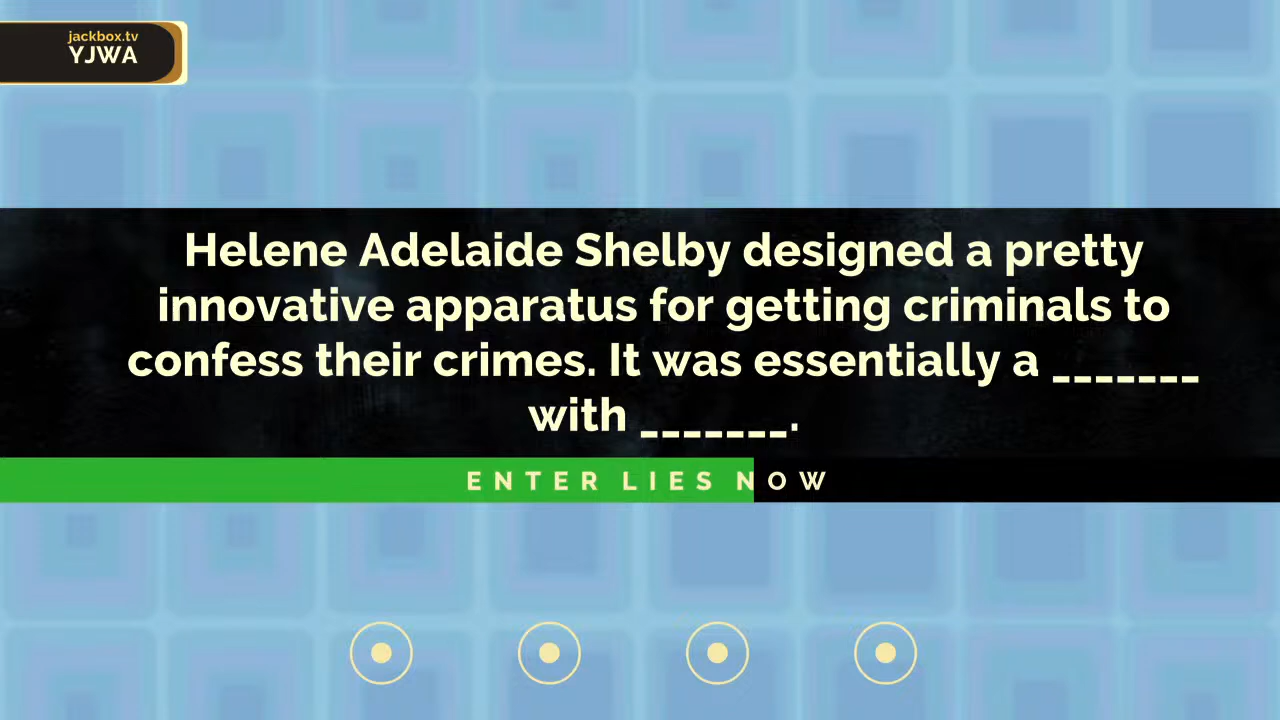 jackbox.tv
YJWA
Helene Adelaide Shelby designed a pretty
innovative apparatus for getting criminals to
confess their crimes. It was essentially a _______
with _______.
ENTER LIES NOW